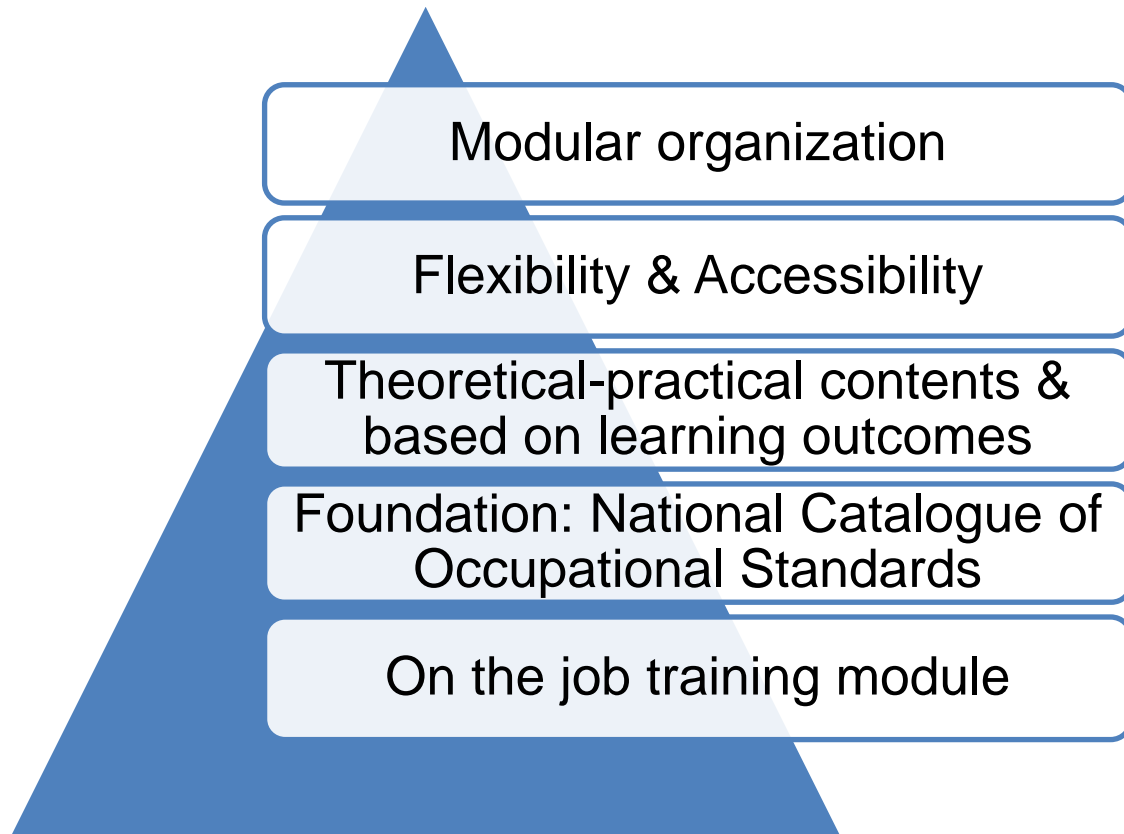 Modular organization
Flexibility & Accessibility
Theoretical-practical contents &
based on learning outcomes
Foundation: National Catalogue of
Occupational Standards
On the job training module